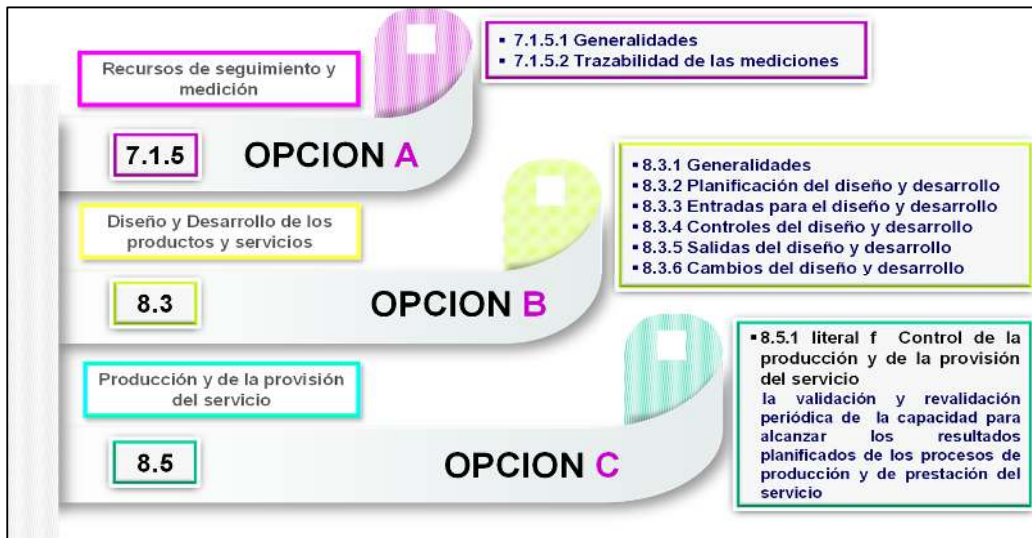 Recursos de seguimiento y
medición
7.1.5
OPCION A
▪ 7.1.5.1 Generalidades
▪ 7.1.5.2 Trazabilidad de las mediciones
Diseño y Desarrollo de los
productos y servicios
8.3
OPCION B
▪ 8.3.1 Generalidades
▪ 8.3.2 Planificación del diseño y desarrollo
▪ 8.3.3 Entradas para el diseño y desarrollo
▪ 8.3.4 Controles del diseño y desarrollo
▪ 8.3.5 Salidas del diseño y desarrollo
▪ 8.3.6 Cambios del diseño y desarrollo
Producción y de la provisión
del servicio
8.5
OPCION C
▪ 8.5.1 literal f Control de la
producción y de la provisión
del servicio
la validación y revalidación
periódica de la capacidad para
alcanzar los resultados
planificados de los procesos de
producción y de prestación del
servicio